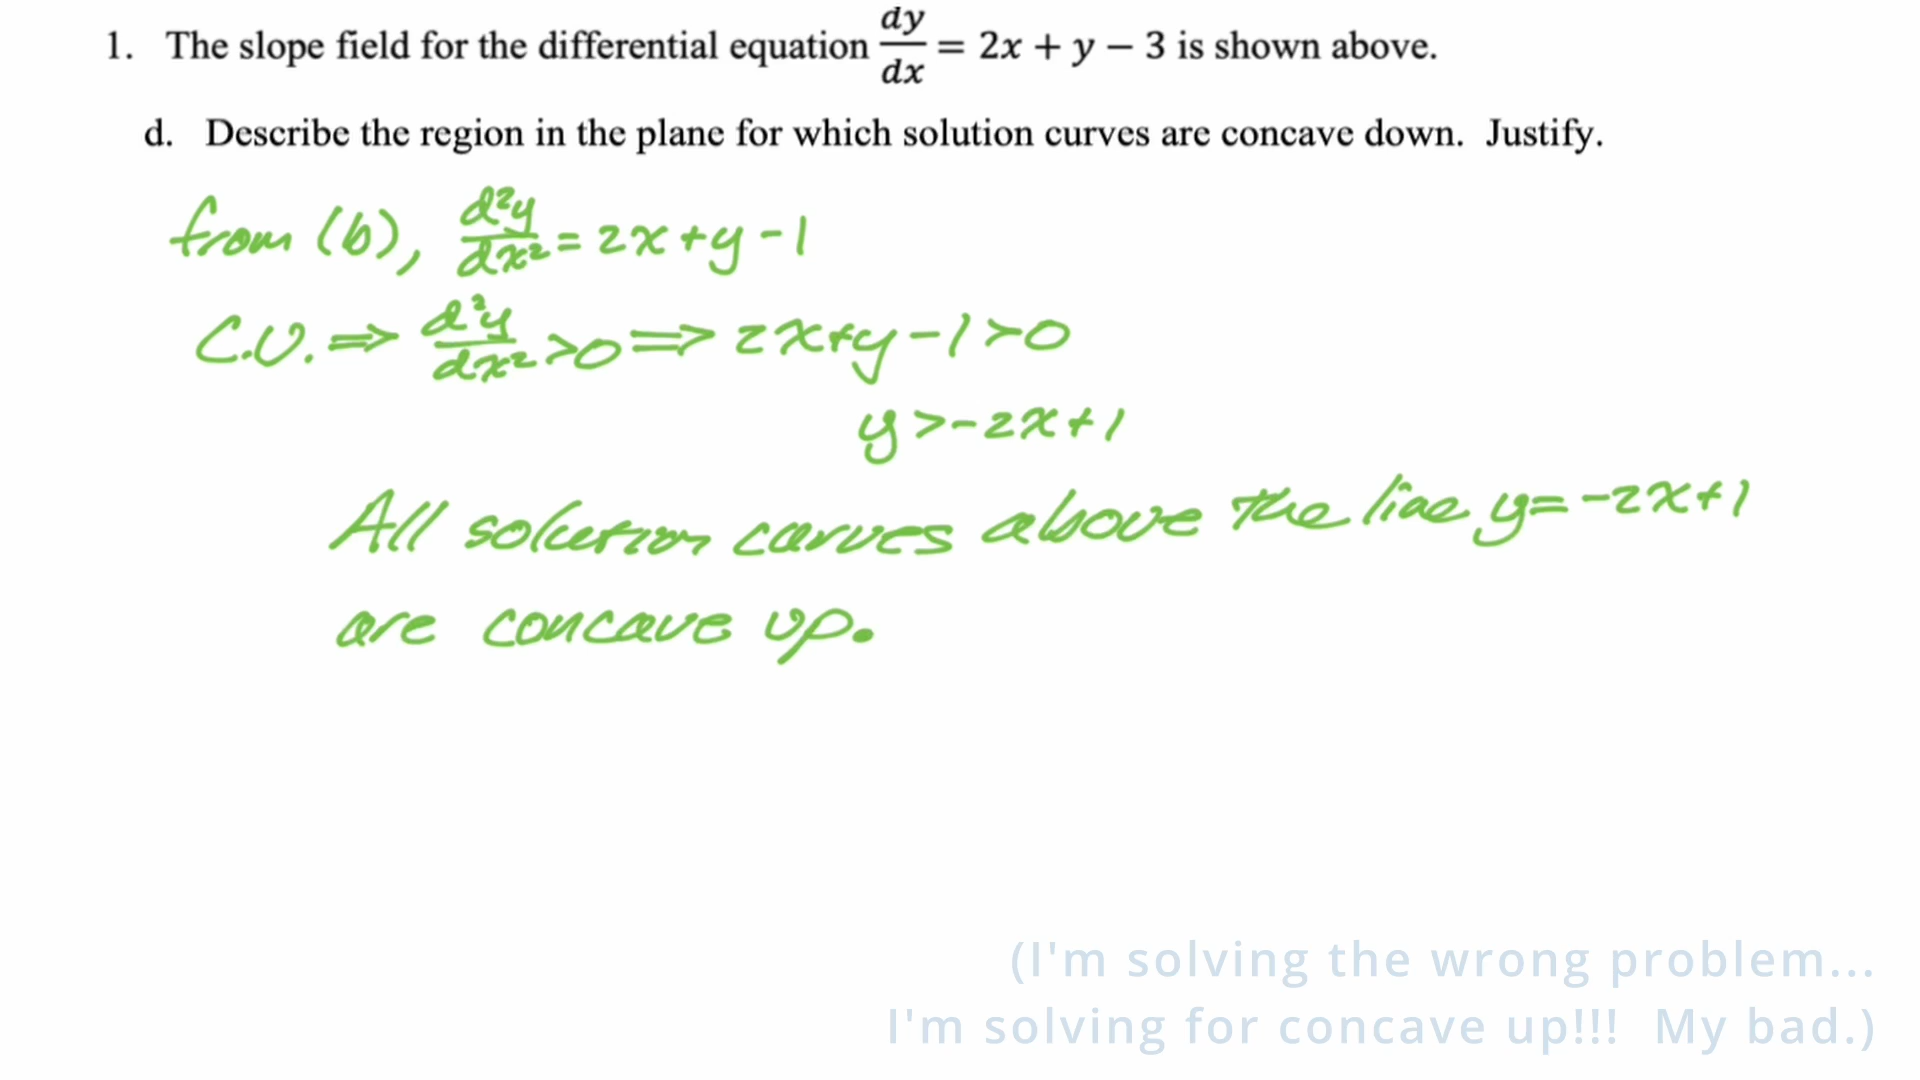 1. The slope field for the differential equation dy/dx = 2x + y − 3 is shown above.
d. Describe the region in the plane for which solution curves are concave down. Justify.
from (b), d²y/dx² = 2x+y-1
C.U. ⇒ d²y/dx² >0 ⇒ 2x+y-1>0
y>-2x+1
All solution curves above the line y=-2x+1
are concave up.
(I'm solving the wrong problem...
I'm solving for concave up!!! My bad.)